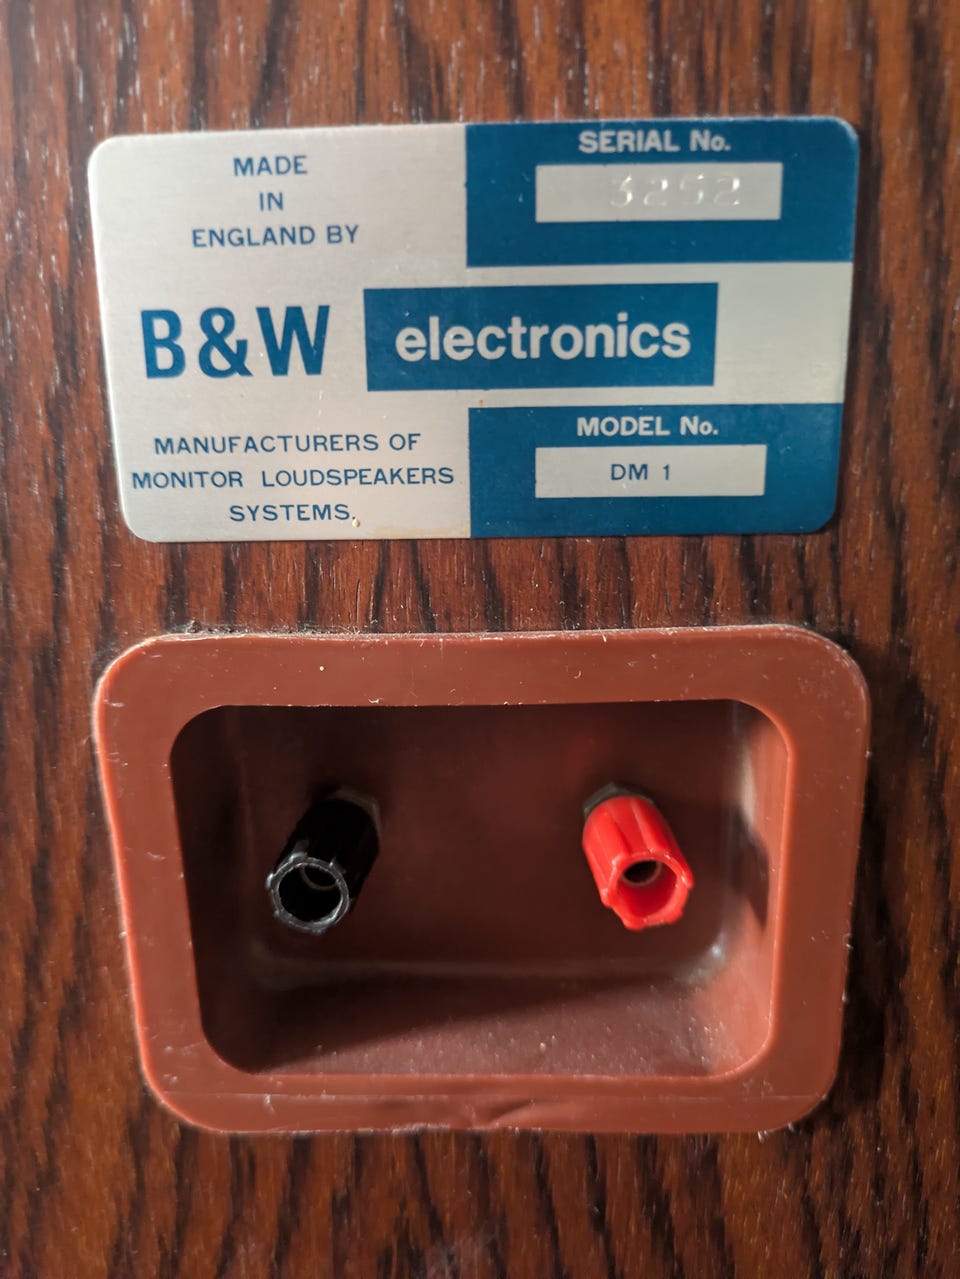 MADE
IN
ENGLAND BY
SERIAL No.
3252
B&W electronics
MANUFACTURERS OF
MONITOR LOUDSPEAKERS
SYSTEMS.
MODEL No.
DM 1